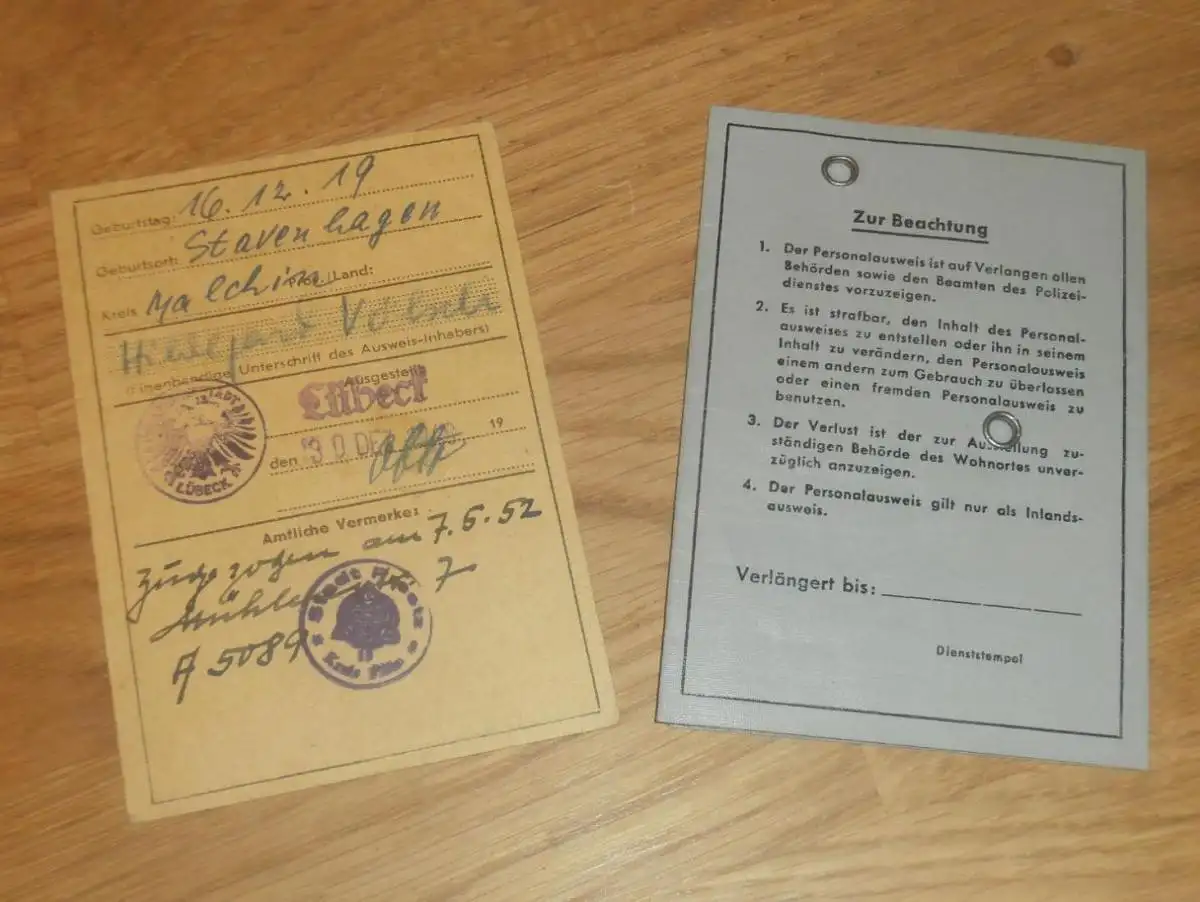 Geburtstag: 16.12.19
Geburtsort: Stavenhagen
Kreis Malchin /Land:
Unterschrift des Ausweis-Inhabers)
Ausgestellt
Lübeck
LÜBECK
den 30 19
Amtliche Vermerke:
Zugezogen am 7.5.52
7
A 5089
Stadt
Kreis
Zur Beachtung
1. Der Personalausweis ist auf Verlangen allen
Behörden sowie den Beamten des Polizei-
dienstes vorzuzeigen.
2. Es ist strafbar, den Inhalt des Personal-
ausweises zu entstellen oder ihn in seinem
Inhalt zu verändern, den Personalausweis
einem andern zum Gebrauch zu überlassen
oder einen fremden Personalausweis zu
benutzen.
3. Der Verlust ist der zur Ausstellung zu-
ständigen Behörde des Wohnortes unver-
züglich anzuzeigen.
4. Der Personalausweis gilt nur als Inlands-
ausweis.
Verlängert bis:
Dienststempel